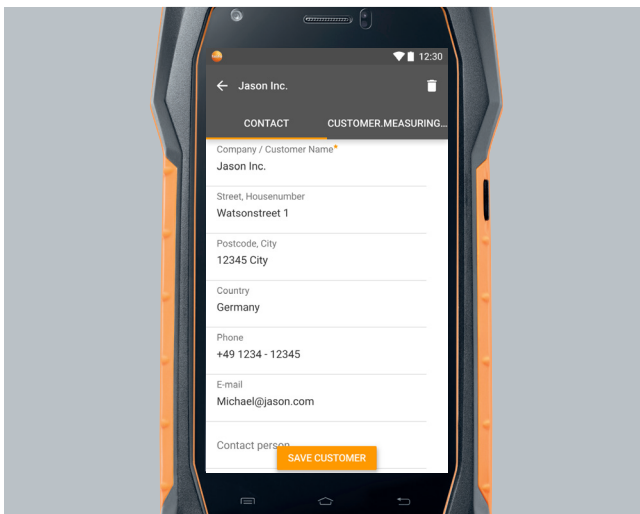 12:30
Jason Inc.
CONTACT CUSTOMER.MEASURING...
Company / Customer Name*
Jason Inc.
Street, Housenumber
Watsonstreet 1
Postcode, City
12345 City
Country
Germany
Phone
+49 1234 - 12345
E-mail
Michael@jason.com
Contact person
SAVE CUSTOMER